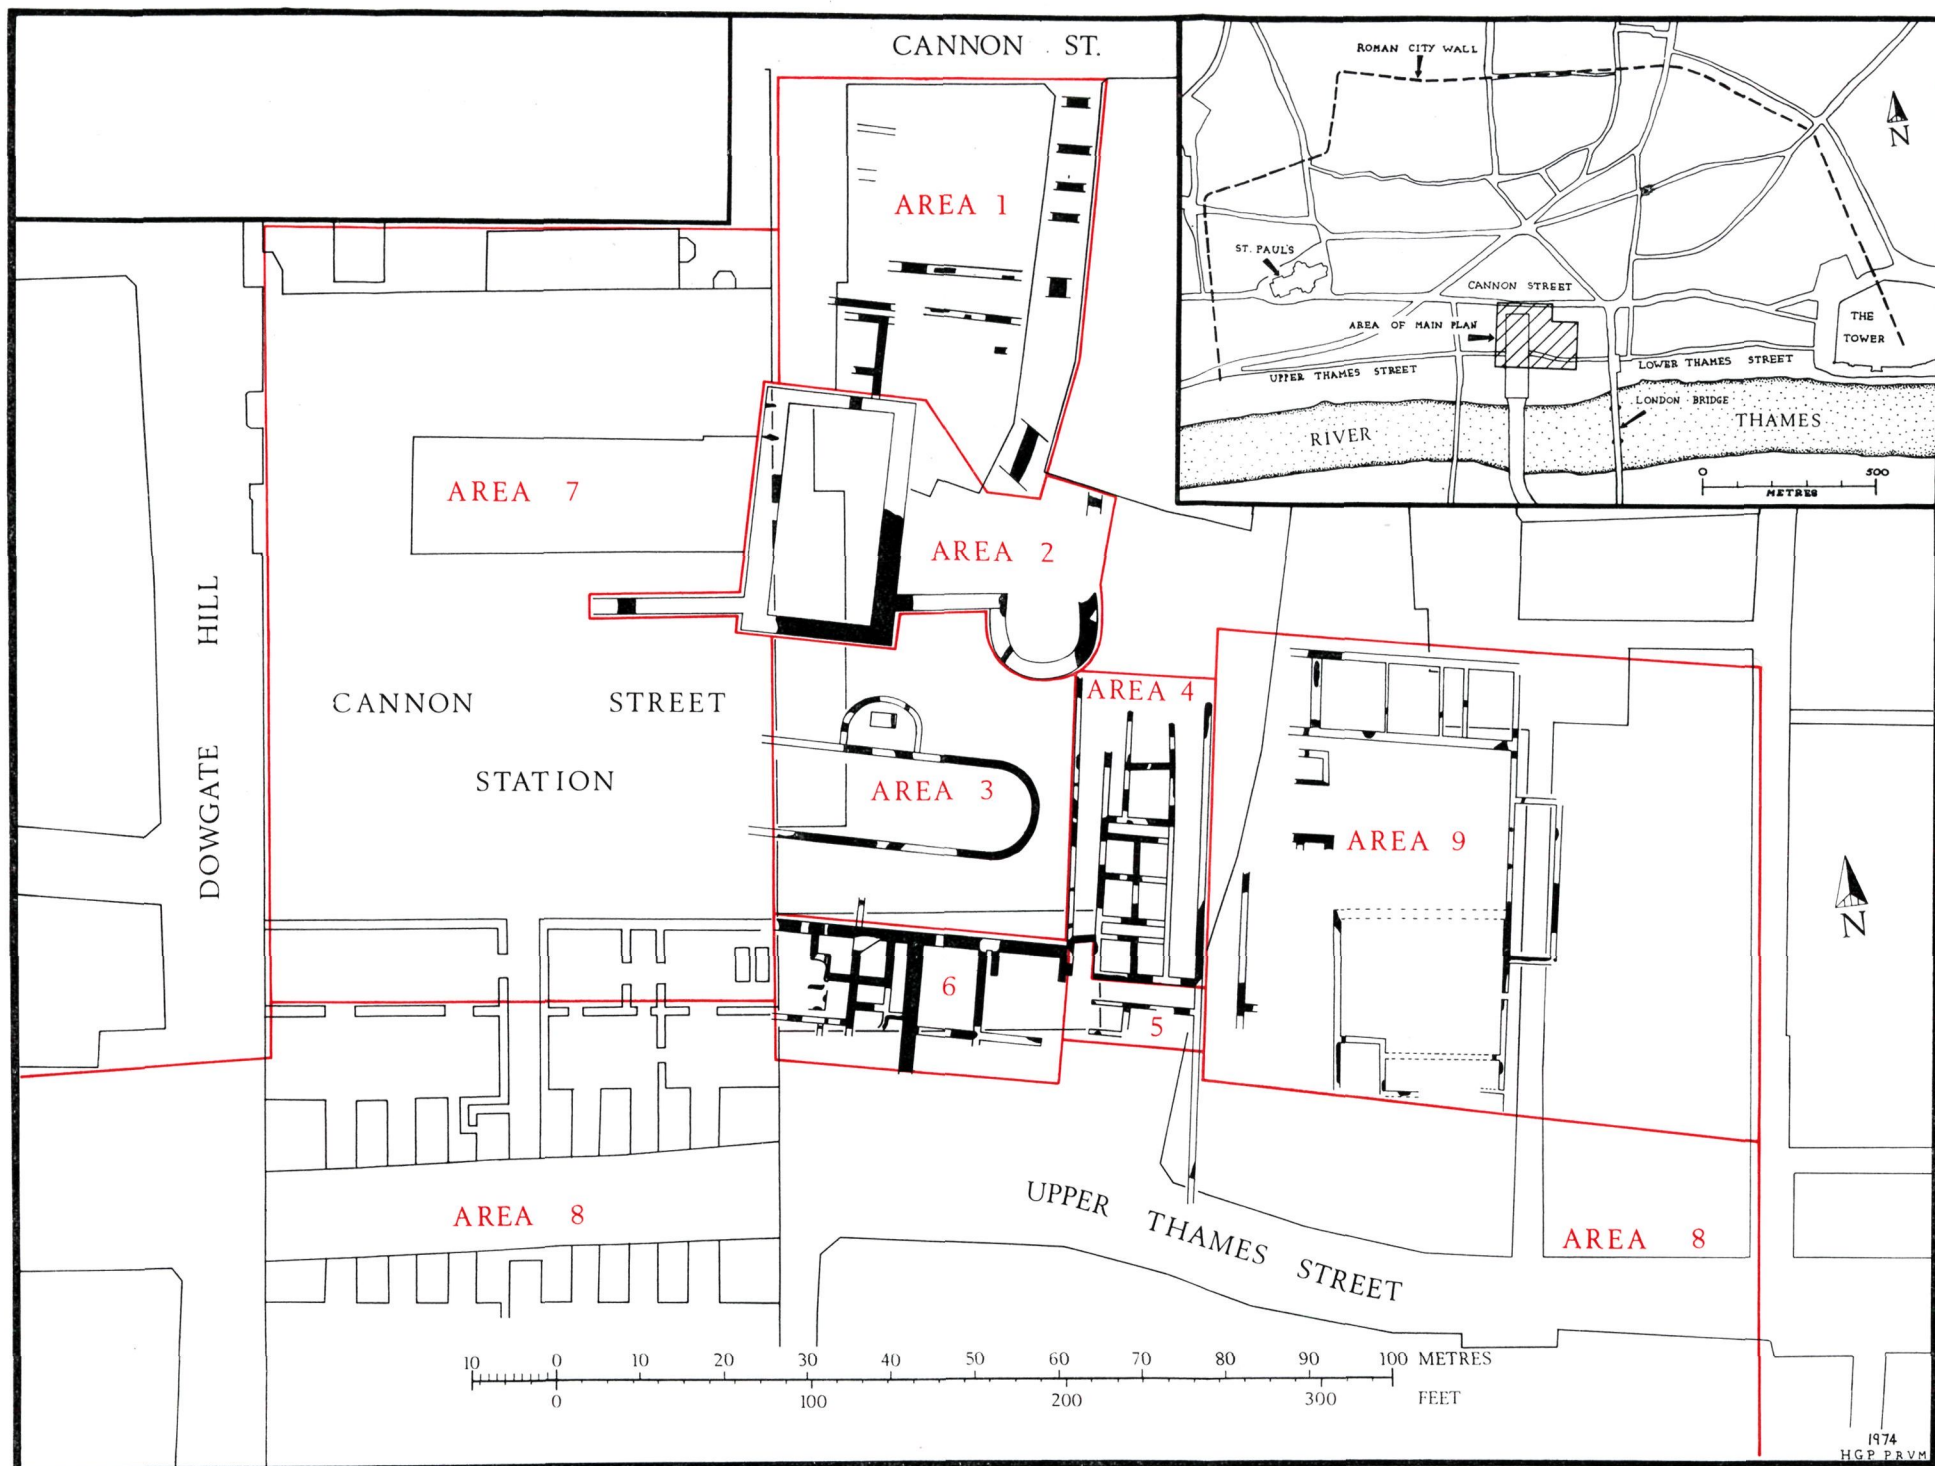 CANNON ST.
ROMAN CITY WALL
N
ST. PAUL'S
CANNON STREET
AREA OF MAIN PLAN
THE
TOWER
UPPER THAMES STREET
LOWER THAMES STREET
LONDON BRIDGE
RIVER THAMES
0 500
METRES
AREA 1
AREA 7
AREA 2
DOWGATE HILL
CANNON STREET
STATION
AREA 4
AREA 3
AREA 9
N
6
5
AREA 8
UPPER THAMES STREET
AREA 8
10 0 10 20 30 40 50 60 70 80 90 100 METRES
0 100 200 300 FEET
1974
HGP PRVM